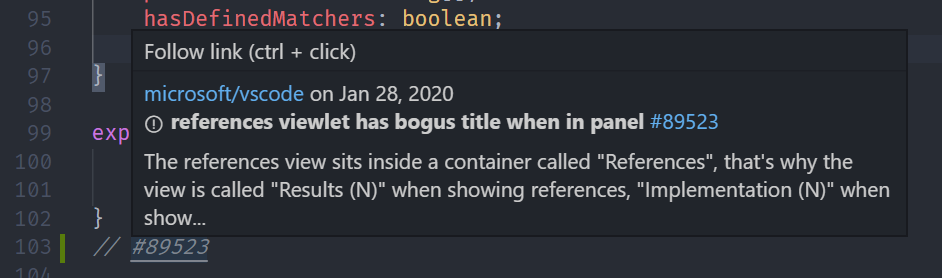 95 hasDefinedMatchers: boolean;
96
Follow link (ctrl + click)
97 }
microsoft/vscode on Jan 28, 2020
98
references viewlet has bogus title when in panel #89523
99 exp
The references view sits inside a container called "References", that's why the
100
view is called "Results (N)" when showing references, "Implementation (N)" when
101
show...
102 }
103 // #89523
104